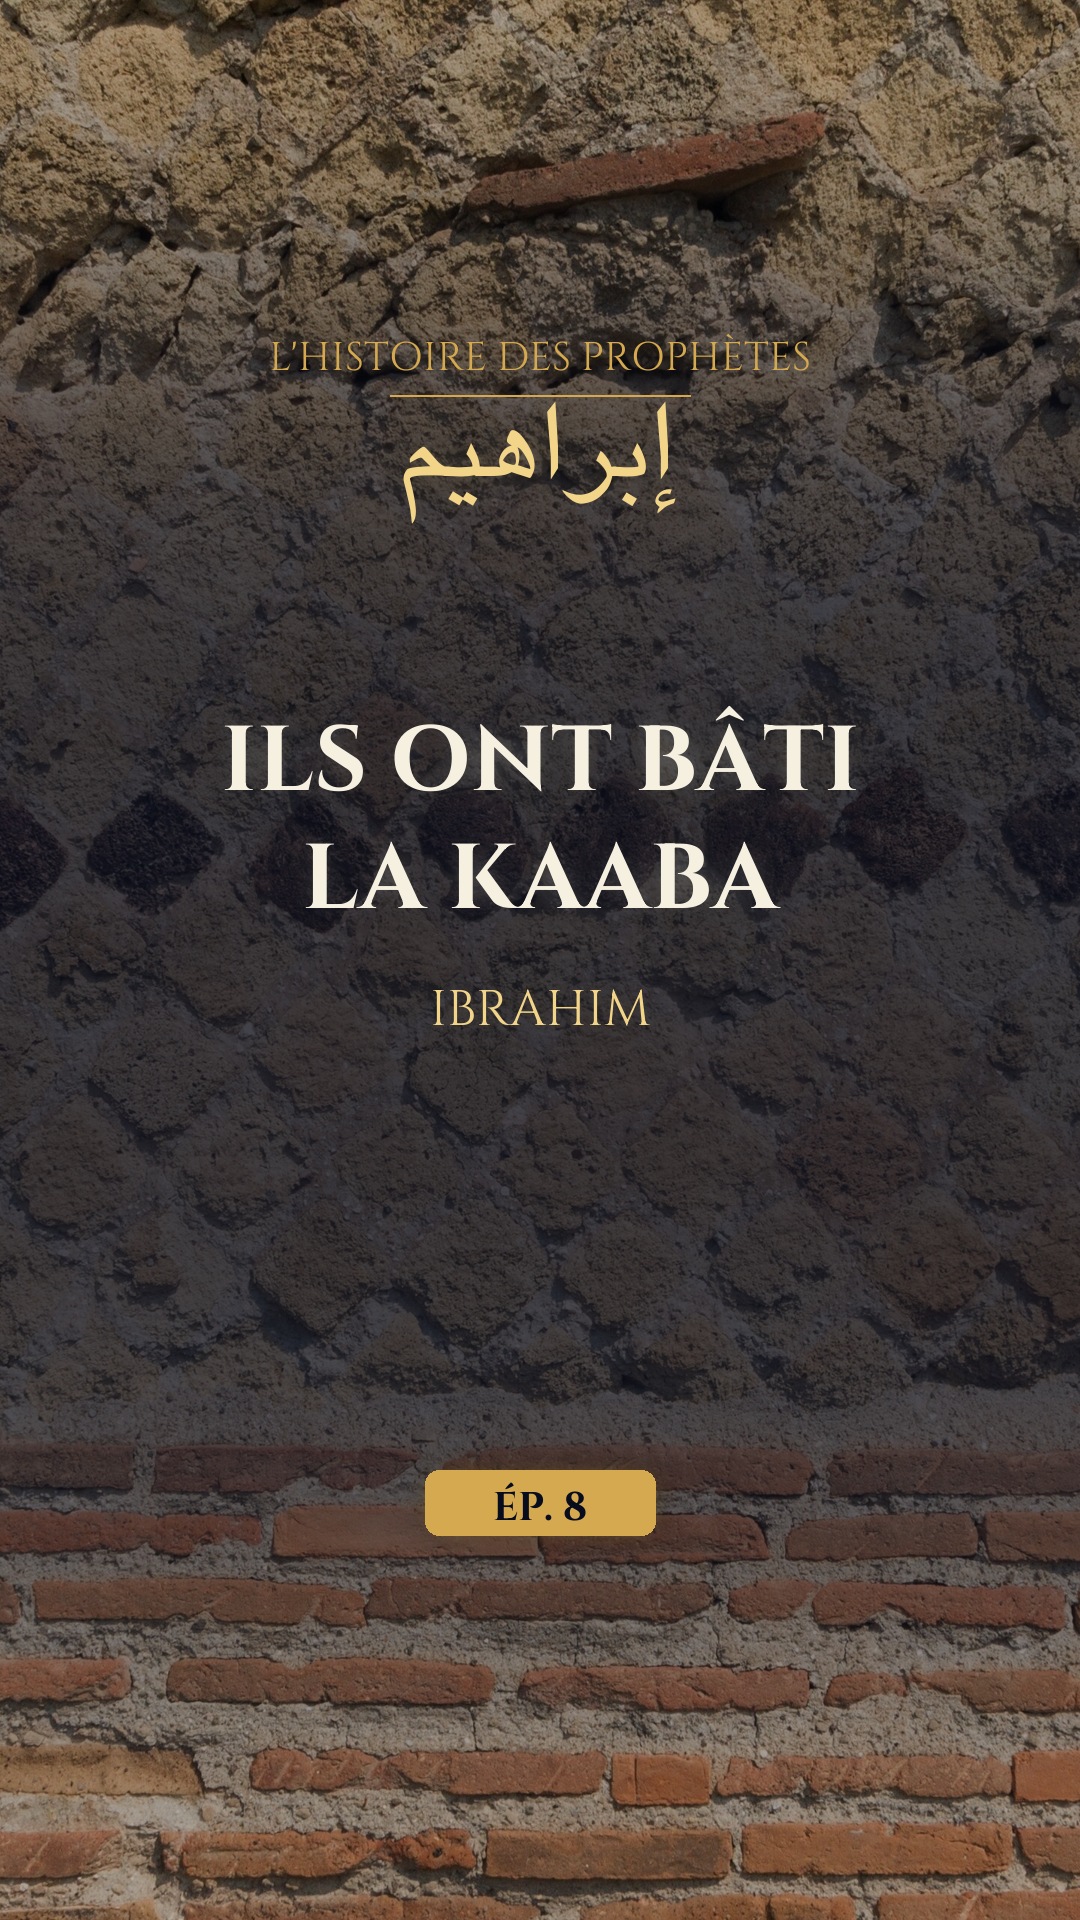 L'HISTOIRE DES PROPHÈTES
إبراهيم
ILS ONT BÂTI
LA KAABA
IBRAHIM
ÉP. 8